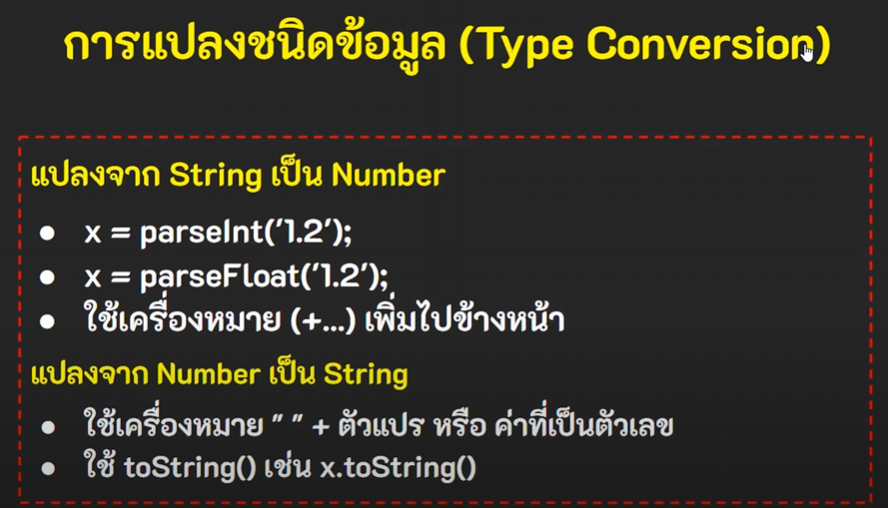 การแปลงชนิดข้อมูล (Type Conversion)
แปลงจาก String เป็น Number
● x = parseInt('1.2');
● x = parseFloat('1.2');
● ใช้เครื่องหมาย (+...) เพิ่มไปข้างหน้า
แปลงจาก Number เป็น String
● ใช้เครื่องหมาย " " + ตัวแปร หรือ ค่าที่เป็นตัวเลข
● ใช้ toString() เช่น x.toString()